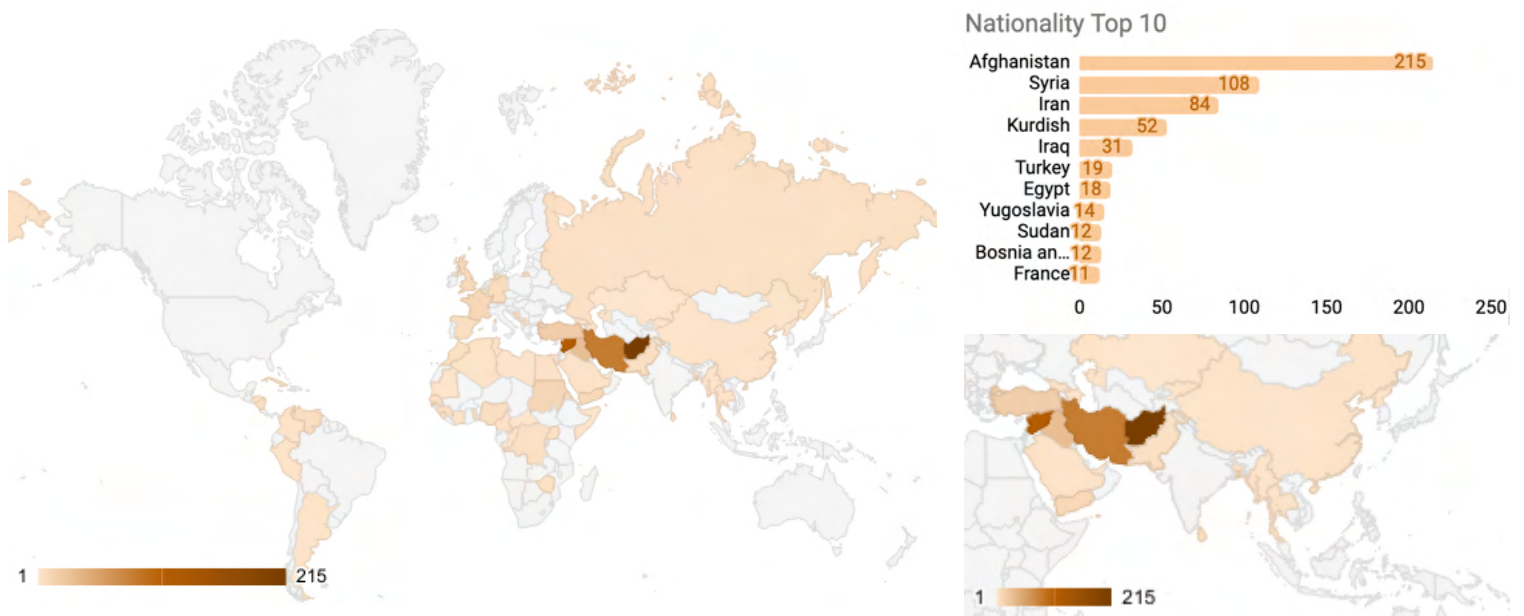 Nationality Top 10
Afghanistan 215
Syria 108
Iran 84
Kurdish 52
Iraq 31
Turkey 19
Egypt 18
Yugoslavia 14
Sudan 12
Bosnia an... 12
France 11
0 50 100 150 200 250
1 215
1 215